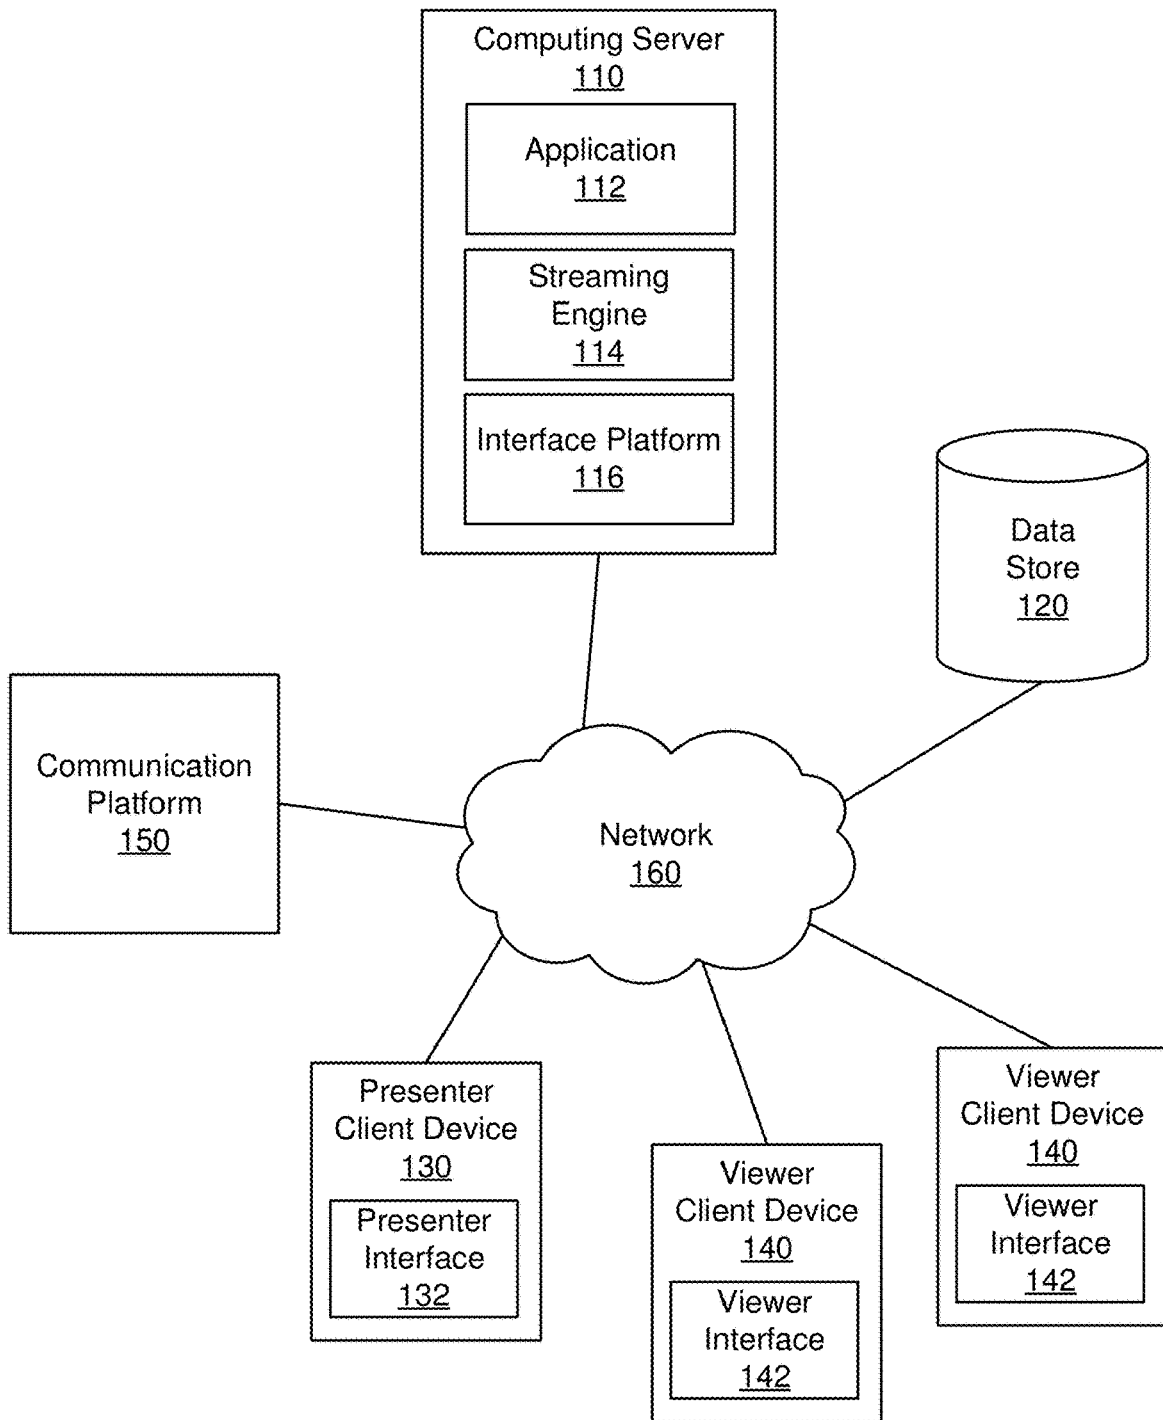 Computing Server
110
Application
112
Streaming
Engine
114
Interface Platform
116
Data
Store
120
Communication
Platform
150
Network
160
Presenter
Client Device
130
Presenter
Interface
132
Viewer
Client Device
140
Viewer
Interface
142
Viewer
Client Device
140
Viewer
Interface
142